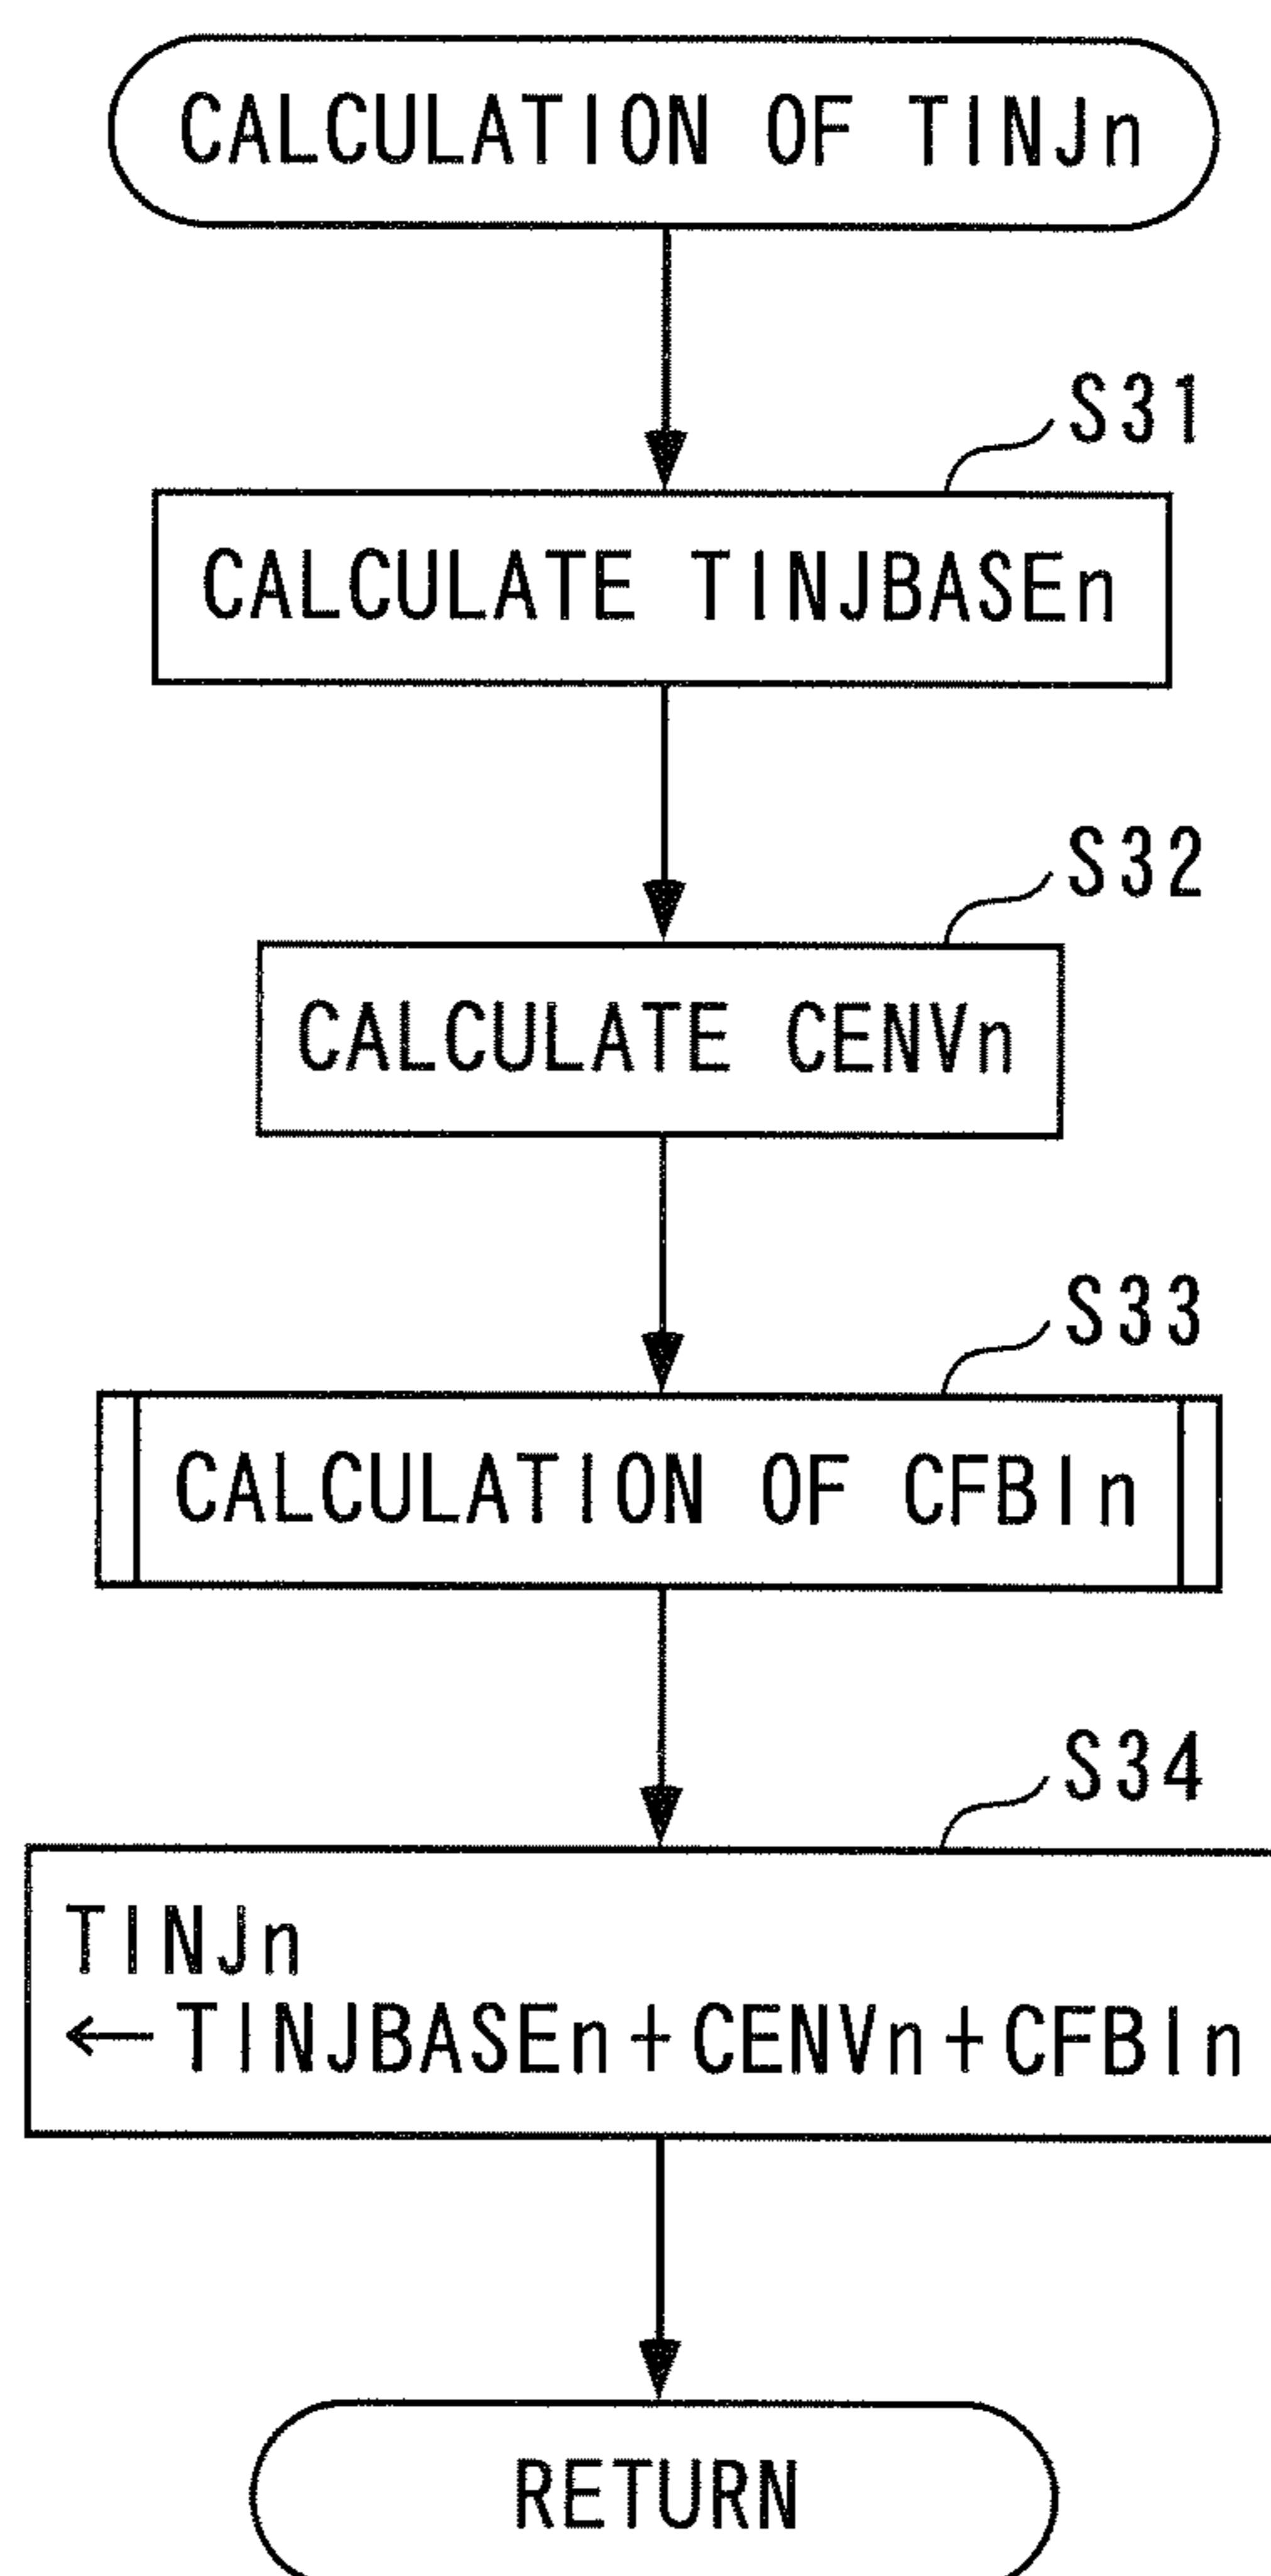 CALCULATION OF TINJn
S31
CALCULATE TINJBASEn
S32
CALCULATE CENVn
S33
CALCULATION OF CFBIn
S34
TINJn
← TINJBASEn+CENVn+CFBIn
RETURN